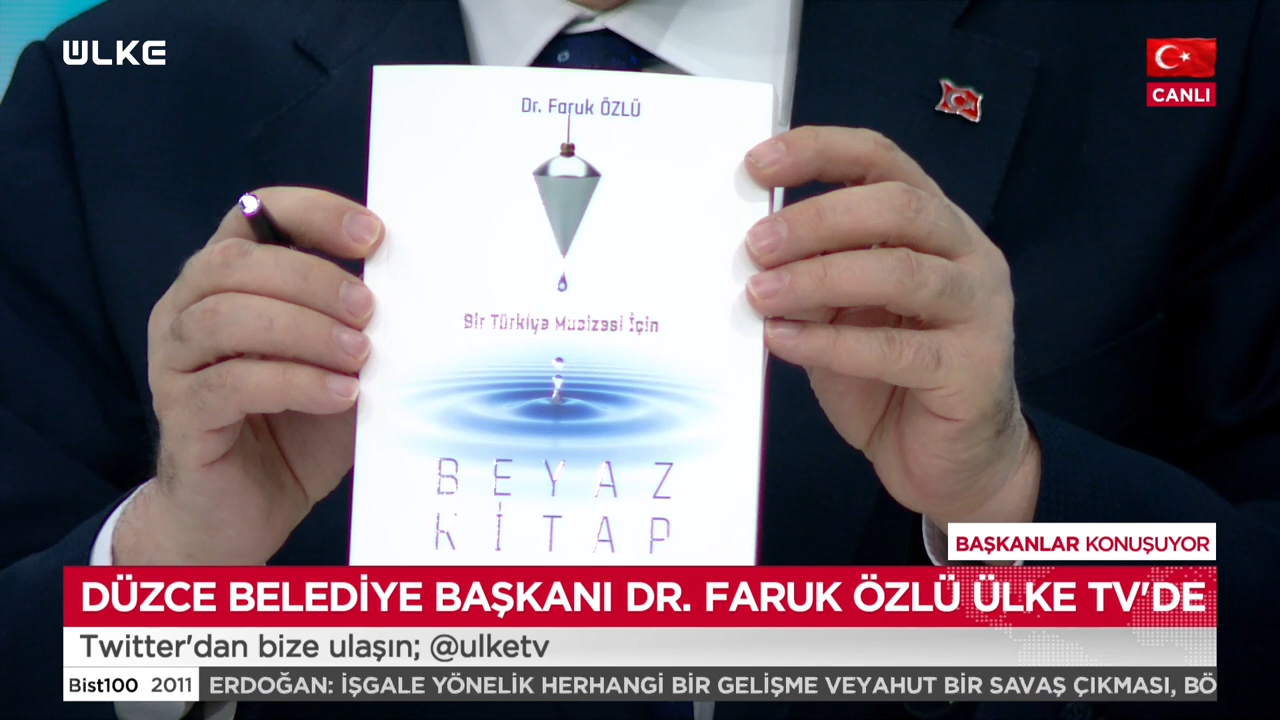 ÜLKE
CANLI
Dr. Faruk ÖZLÜ
Bir Türkiye Mucizesi İçin
BEYAZ
KİTAP
BAŞKANLAR KONUŞUYOR
DÜZCE BELEDİYE BAŞKANI DR. FARUK ÖZLÜ ÜLKE TV'DE
Twitter'dan bize ulaşın; @ulketv
Bist100 2011 ERDOĞAN: İŞGALE YÖNELİK HERHANGİ BİR GELİŞME VEYAHUT BİR SAVAŞ ÇIKMASI, BÖ